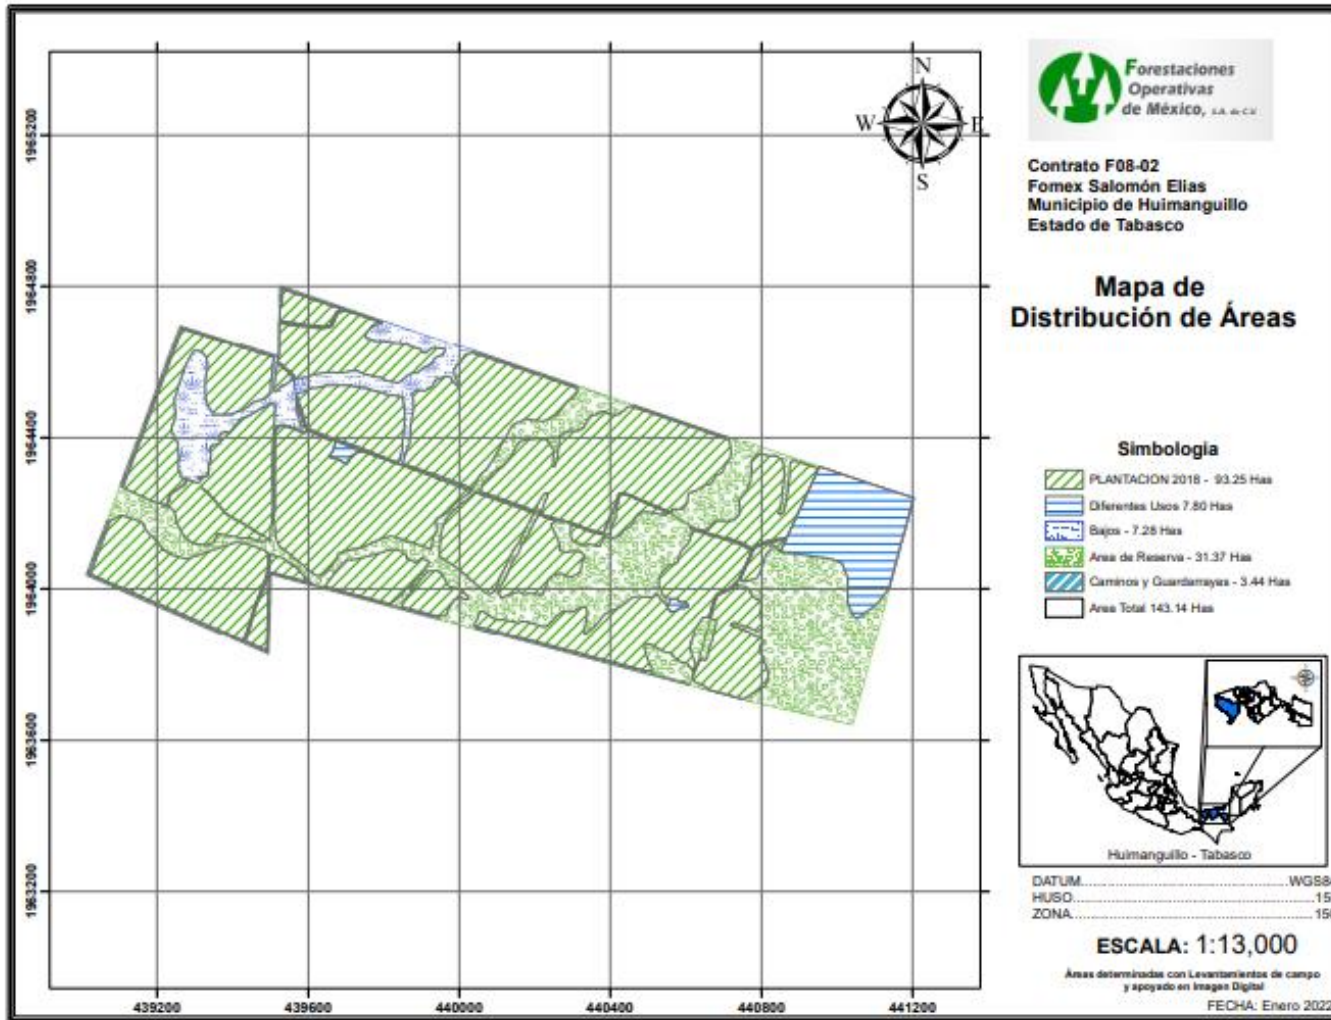 Forestaciones
Operativas
de México, S.A. de C.V.
Contrato F08-02
Fomex Salomón Elias
Municipio de Huimanguillo
Estado de Tabasco
Mapa de
Distribución de Áreas
Simbologia
PLANTACION 2018 - 93.25 Has
Diferentes Usos 7.80 Has
Bajos - 7.28 Has
Area de Reserva - 31.37 Has
Caminos y Guardarrayas - 3.44 Has
Area Total 143.14 Has
Huimanguillo - Tabasco
DATUM WGS8
HUSO 15
ZONA 15
ESCALA: 1:13,000
Áreas determinadas con Levantamientos de campo
y apoyado en Imagen Digital
FECHA: Enero 2022
N
W E
S
1965200
1964800
1964400
1964000
1963600
1963200
439200 439600 440000 440400 440800 441200